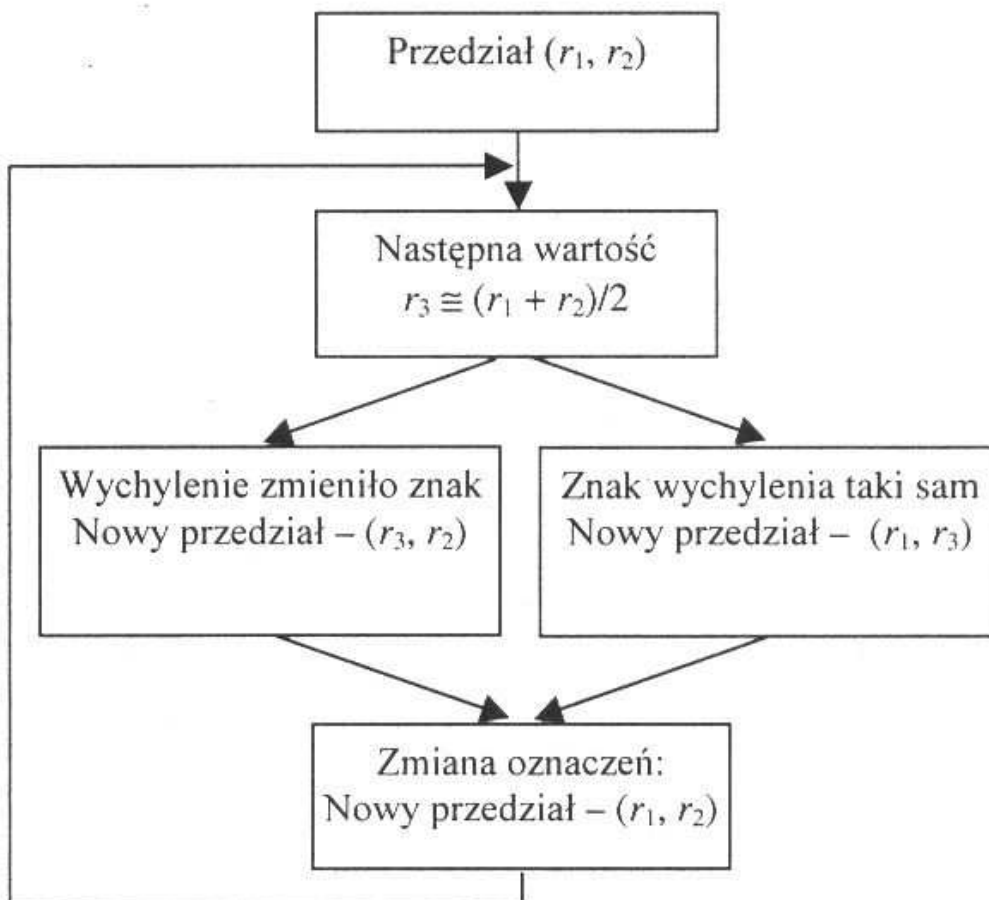 Przedział (r₁, r₂)
Następna wartość
r₃ ≅ (r₁ + r₂)/2
Wychylenie zmieniło znak
Nowy przedział – (r₃, r₂)
Znak wychylenia taki sam
Nowy przedział – (r₁, r₃)
Zmiana oznaczeń:
Nowy przedział – (r₁, r₂)